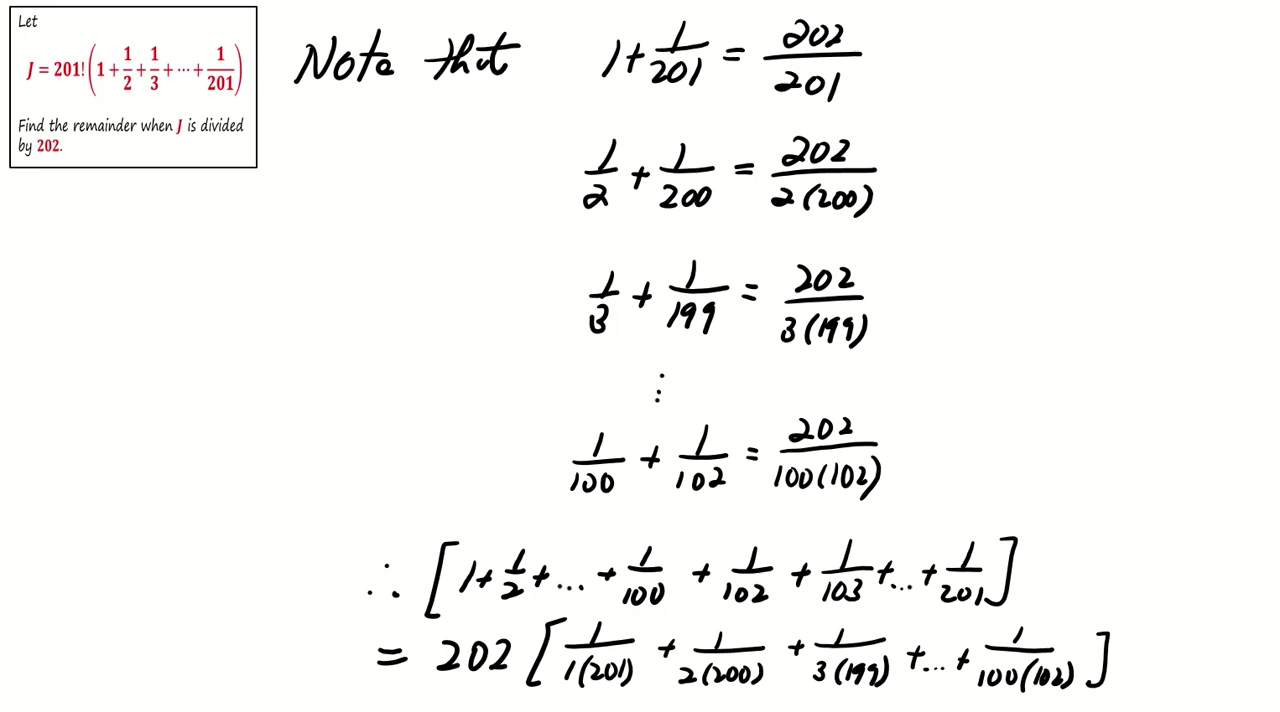 Let
J = 201! (1 + 1/2 + 1/3 + ⋯ + 1/201)
Find the remainder when J is divided
by 202.
Note that 1 + 1/201 = 202/201
1/2 + 1/200 = 202/2(200)
1/3 + 1/199 = 202/3(199)
⋮
1/100 + 1/102 = 202/100(102)
∴ [1 + 1/2 + ... + 1/100 + 1/102 + 1/103 + ... + 1/201]
= 202 [1/1(201) + 1/2(200) + 1/3(199) + ... + 1/100(102)]